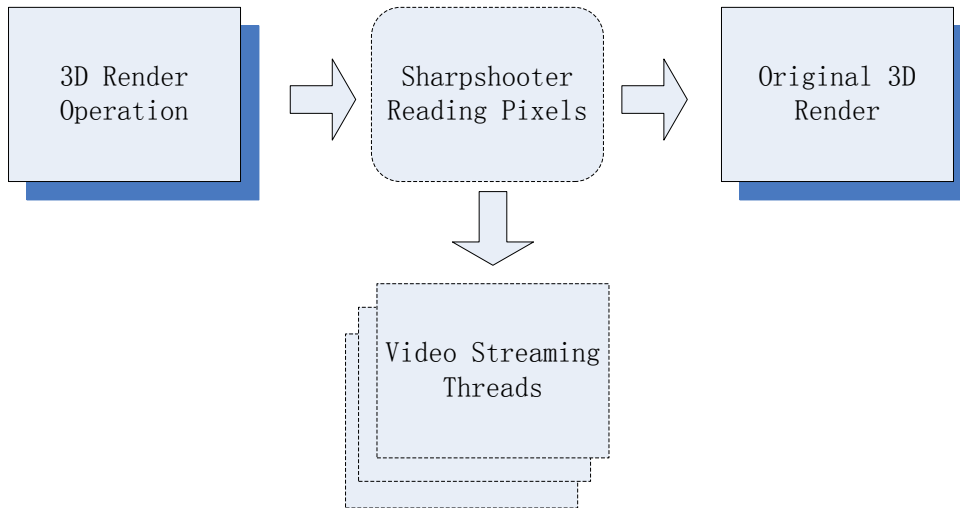 3D Render
Operation
Sharpshooter
Reading Pixels
Original 3D
Render
Video Streaming
Threads